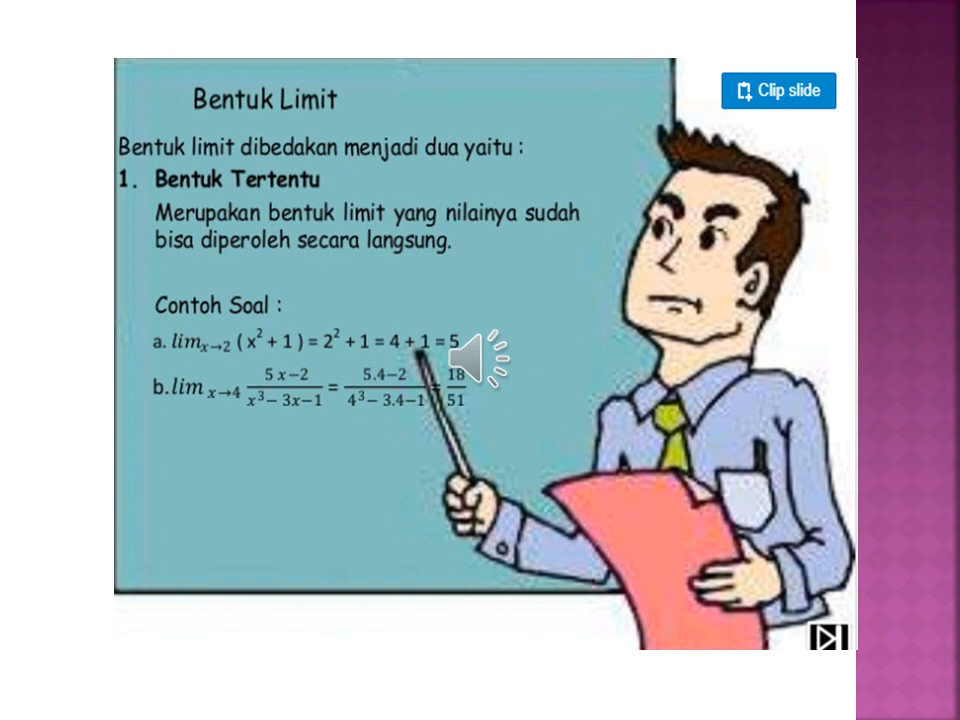 Bentuk Limit
Clip slide
Bentuk limit dibedakan menjadi dua yaitu :
1. Bentuk Tertentu
Merupakan bentuk limit yang nilainya sudah
bisa diperoleh secara langsung.
Contoh Soal :
a. lim x→2 ( x² + 1 ) = 2² + 1 = 4 + 1 = 5
b. lim x→4 (5 x − 2)/(x³ − 3x − 1) = (5.4−2)/(4³ − 3.4−1) = 18/51